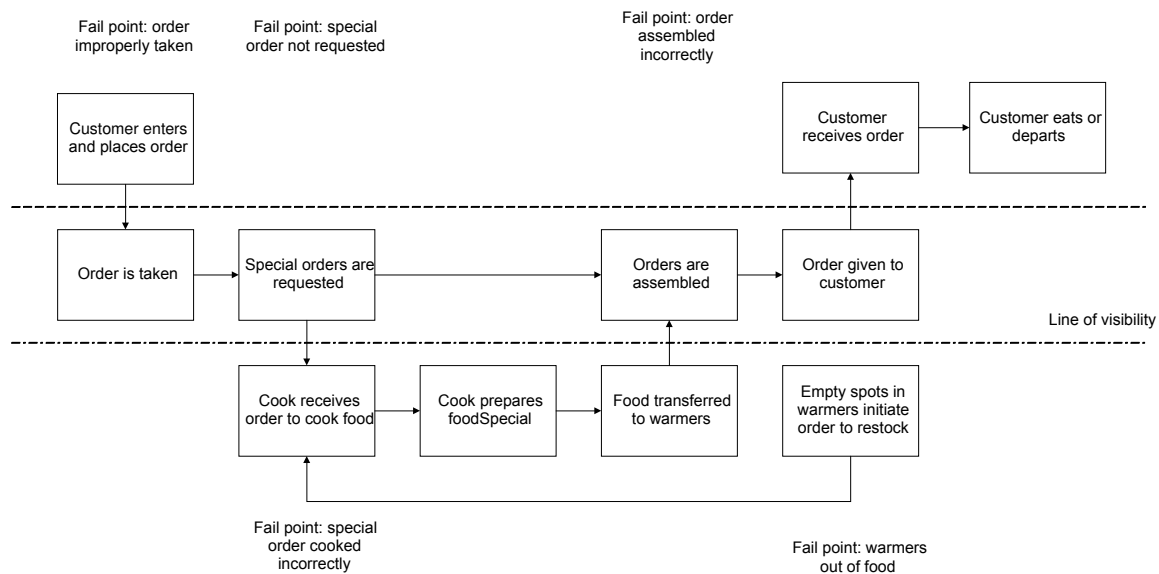 Fail point: order
improperly taken
Fail point: special
order not requested
Fail point: order
assembled
incorrectly
Customer enters
and places order
Customer
receives order
Customer eats or
departs
Order is taken
Special orders are
requested
Orders are
assembled
Order given to
customer
Line of visibility
Cook receives
order to cook food
Cook prepares
foodSpecial
Food transferred
to warmers
Empty spots in
warmers initiate
order to restock
Fail point: special
order cooked
incorrectly
Fail point: warmers
out of food